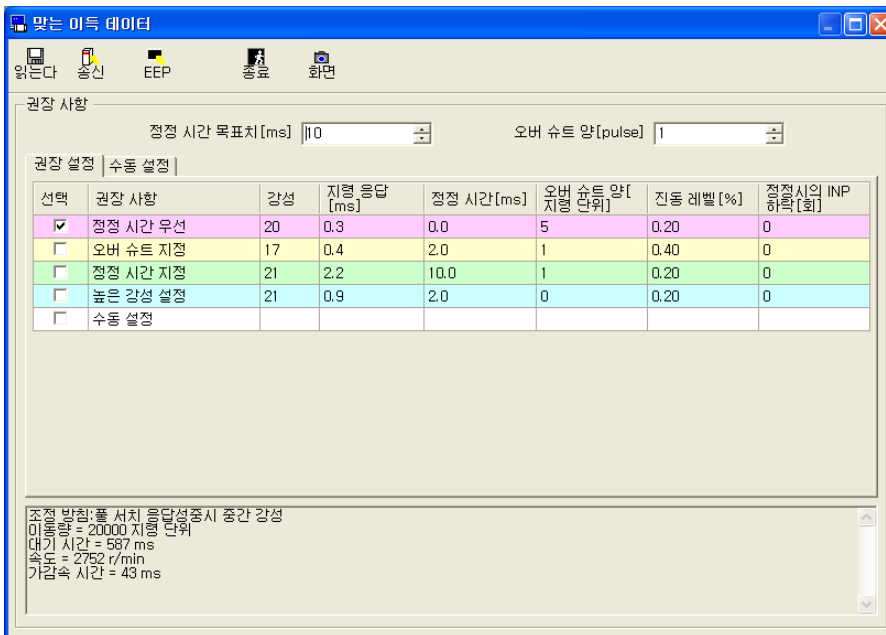 맞는 이득 데이터
읽는다 송신 EEP 종료 화면
권장 사항
정정 시간 목표치[ms] 10 오버 슈트 양[pulse] 1
권장 설정 수동 설정
선택 권장 사항 강성 지령 응답[ms] 정정 시간[ms] 오버 슈트 양[지령 단위] 진동 레벨[%] 정정시의 INP 하락[회]
정정 시간 우선 20 0.3 0.0 5 0.20 0
오버 슈트 지정 17 0.4 2.0 1 0.40 0
정정 시간 지정 21 2.2 10.0 1 0.20 0
높은 강성 설정 21 0.9 2.0 0 0.20 0
수동 설정
조정 방침:풀 서치 응답성중시 중간 강성
이동량 = 20000 지령 단위
대기 시간 = 587 ms
속도 = 2752 r/min
가감속 시간 = 43 ms